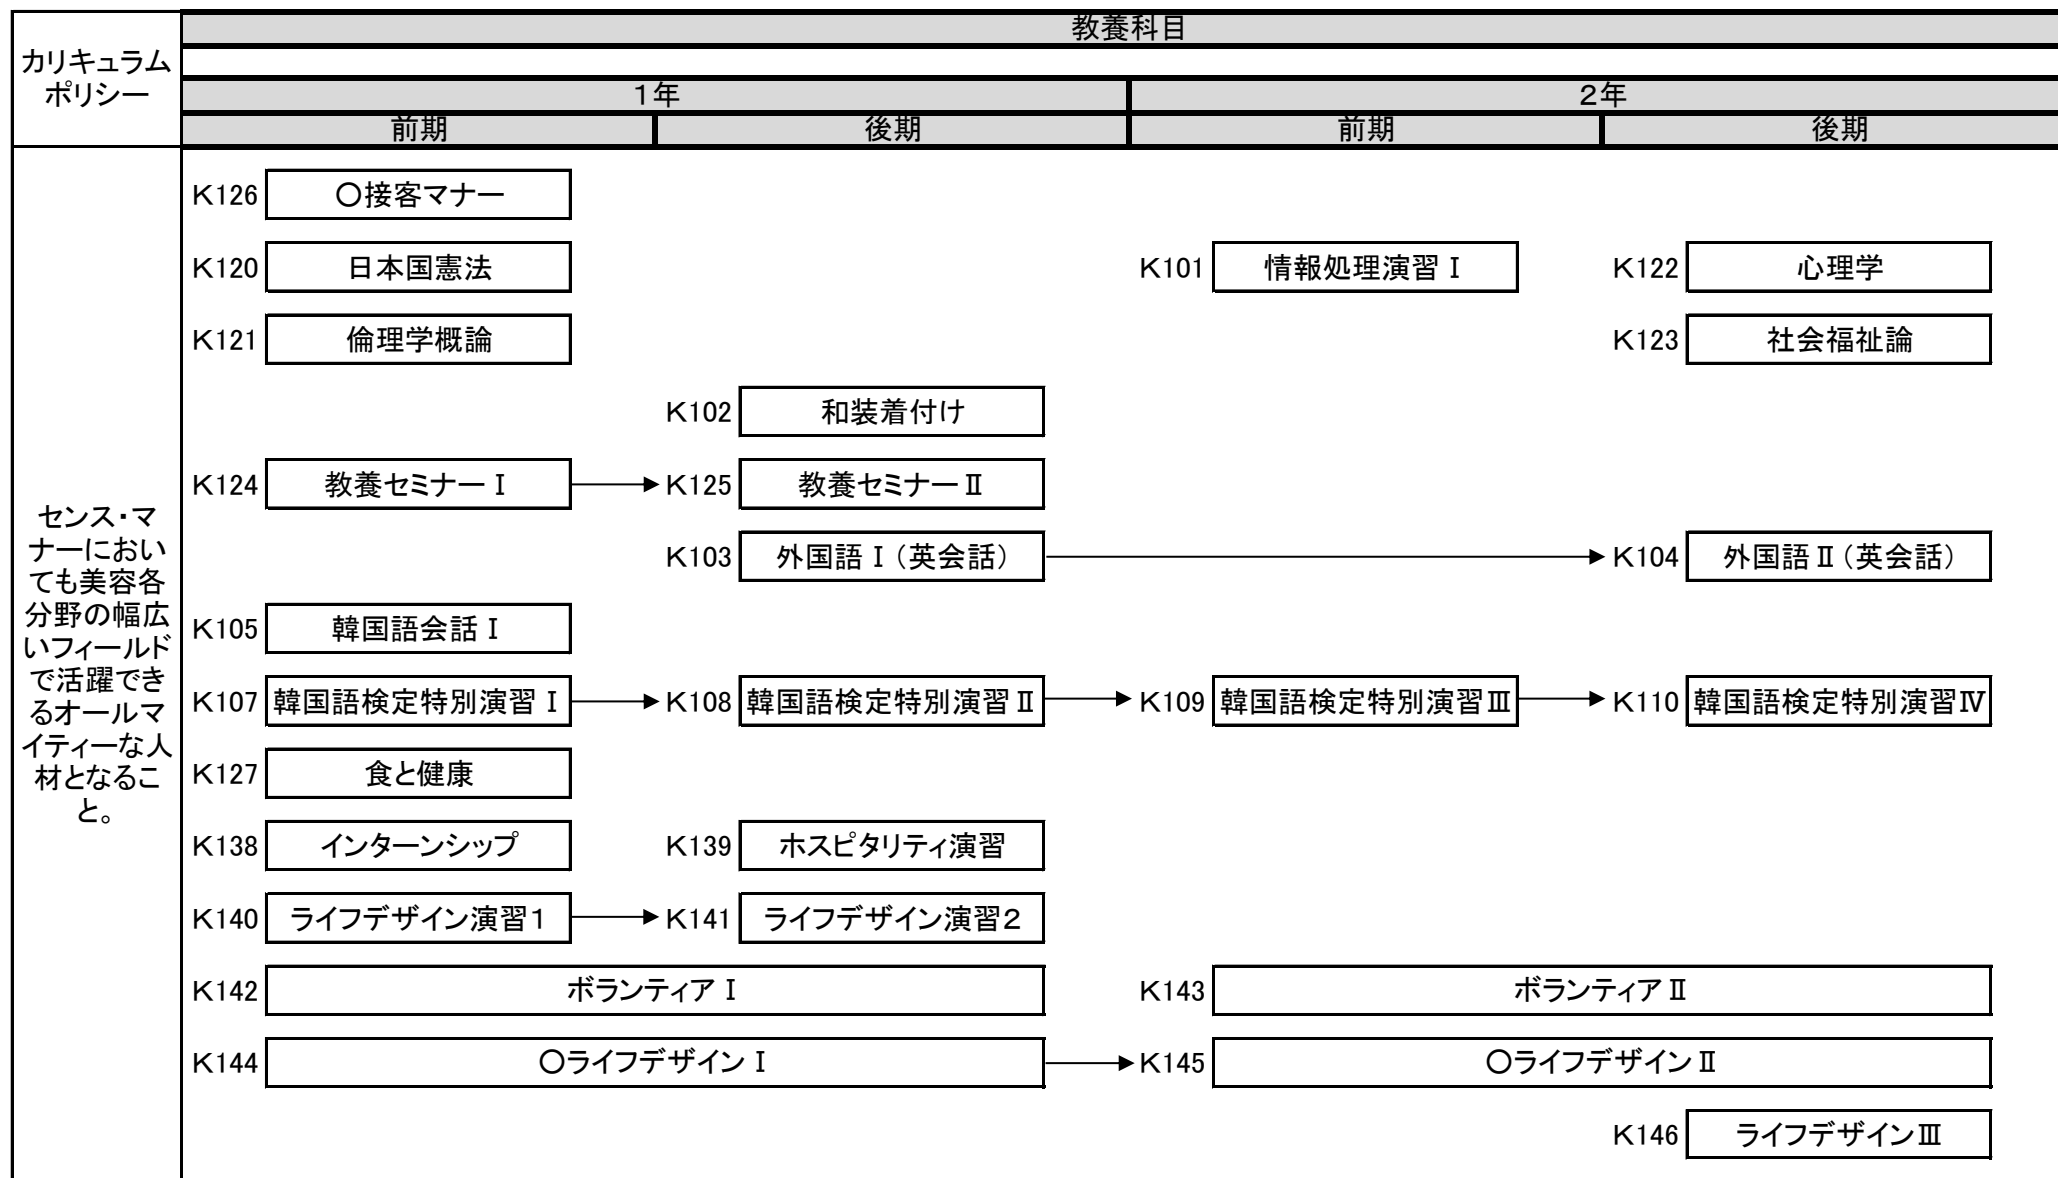 教養科目
カリキュラム
ポリシー
1年
2年
前期
後期
前期
後期
K126 〇接客マナー
K120 日本国憲法
K101 情報処理演習Ⅰ
K122 心理学
K121 倫理学概論
K123 社会福祉論
K102 和装着付け
K124 教養セミナーⅠ
K125 教養セミナーⅡ
K103 外国語Ⅰ(英会話)
K104 外国語Ⅱ(英会話)
K105 韓国語会話Ⅰ
K107 韓国語検定特別演習Ⅰ
K108 韓国語検定特別演習Ⅱ
K109 韓国語検定特別演習Ⅲ
K110 韓国語検定特別演習Ⅳ
K127 食と健康
K138 インターンシップ
K139 ホスピタリティ演習
K140 ライフデザイン演習1
K141 ライフデザイン演習2
K142 ボランティアⅠ
K143 ボランティアⅡ
K144 〇ライフデザインⅠ
K145 〇ライフデザインⅡ
K146 ライフデザインⅢ
センス・マ
ナーにおい
ても美容各
分野の幅広
いフィールド
で活躍でき
るオールマ
イティーな人
材となるこ
と。